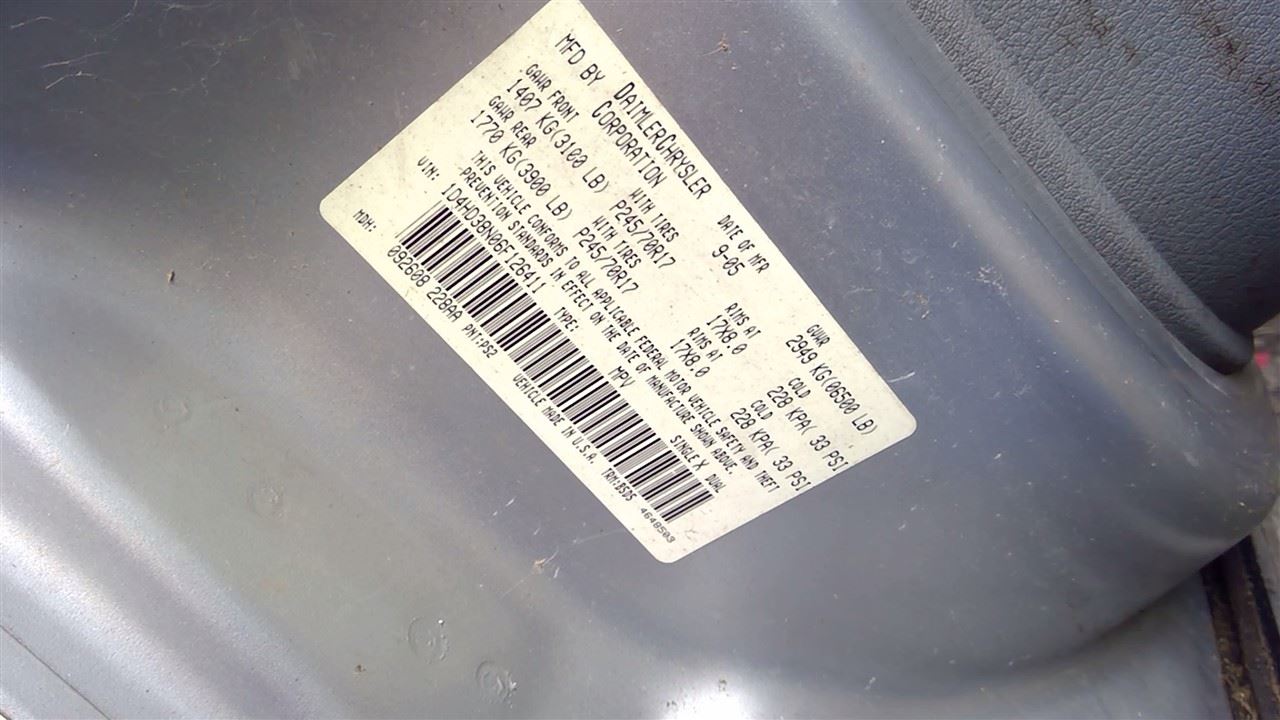 MFD BY DAIMLERCHRYSLER CORPORATION
DATE OF MFR 9-05
GVWR 2949 KG(06500 LB)
GAWR FRONT WITH TIRES RIMS AT COLD
1407 KG(3100 LB) P245/70R17 17X8.0 228 KPA( 33 PSI
GAWR REAR WITH TIRES RIMS AT COLD
1770 KG(3900 LB) P245/70R17 17X8.0 228 KPA( 33 PSI
THIS VEHICLE CONFORMS TO ALL APPLICABLE FEDERAL MOTOR VEHICLE SAFETY AND THEFT
PREVENTION STANDARDS IN EFFECT ON THE DATE OF MANUFACTURE SHOWN ABOVE.
VIN: 1D4HD38N06F126411 TYPE: MPV SINGLE X DUAL
MDH: 092608 228AA PNT:PS2 VEHICLE MADE IN U.S.A. TRM:B5D5 4648503